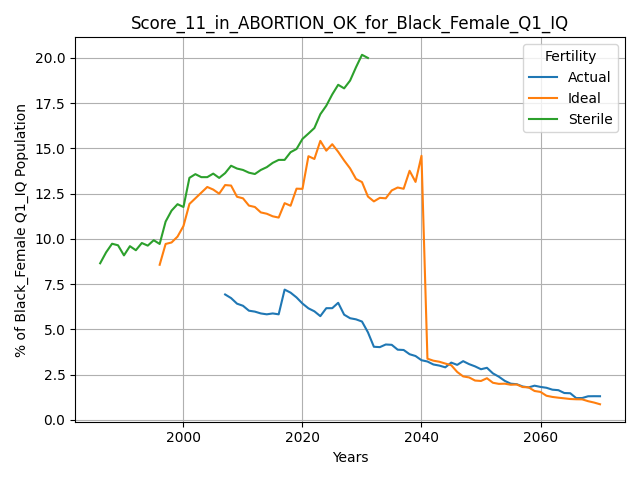 Score_11_in_ABORTION_OK_for_Black_Female_Q1_IQ
Fertility
Actual
Ideal
Sterile
% of Black_Female Q1_IQ Population
20.0
17.5
15.0
12.5
10.0
7.5
5.0
2.5
0.0
2000
2020
2040
2060
Years